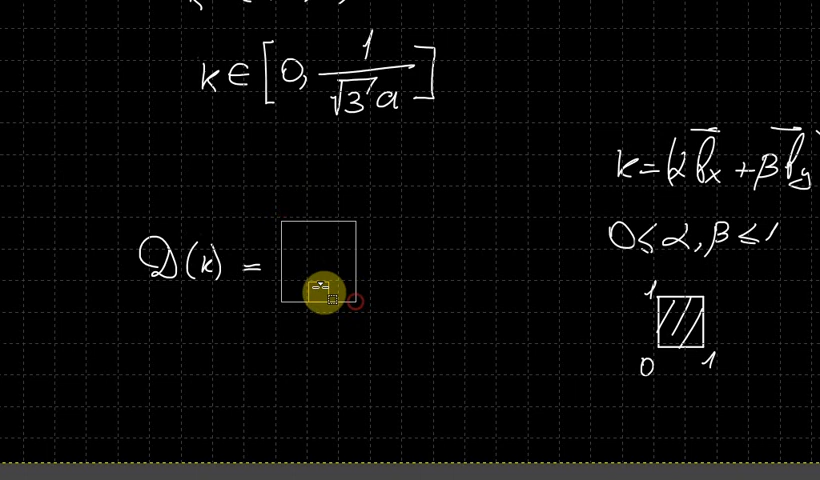 k ∈ [0, 1/(√3 a)]
k = (α b⃗x + β b⃗y
0 ≤ α, β ≤ 1
𝒟(k) =
1
0 1